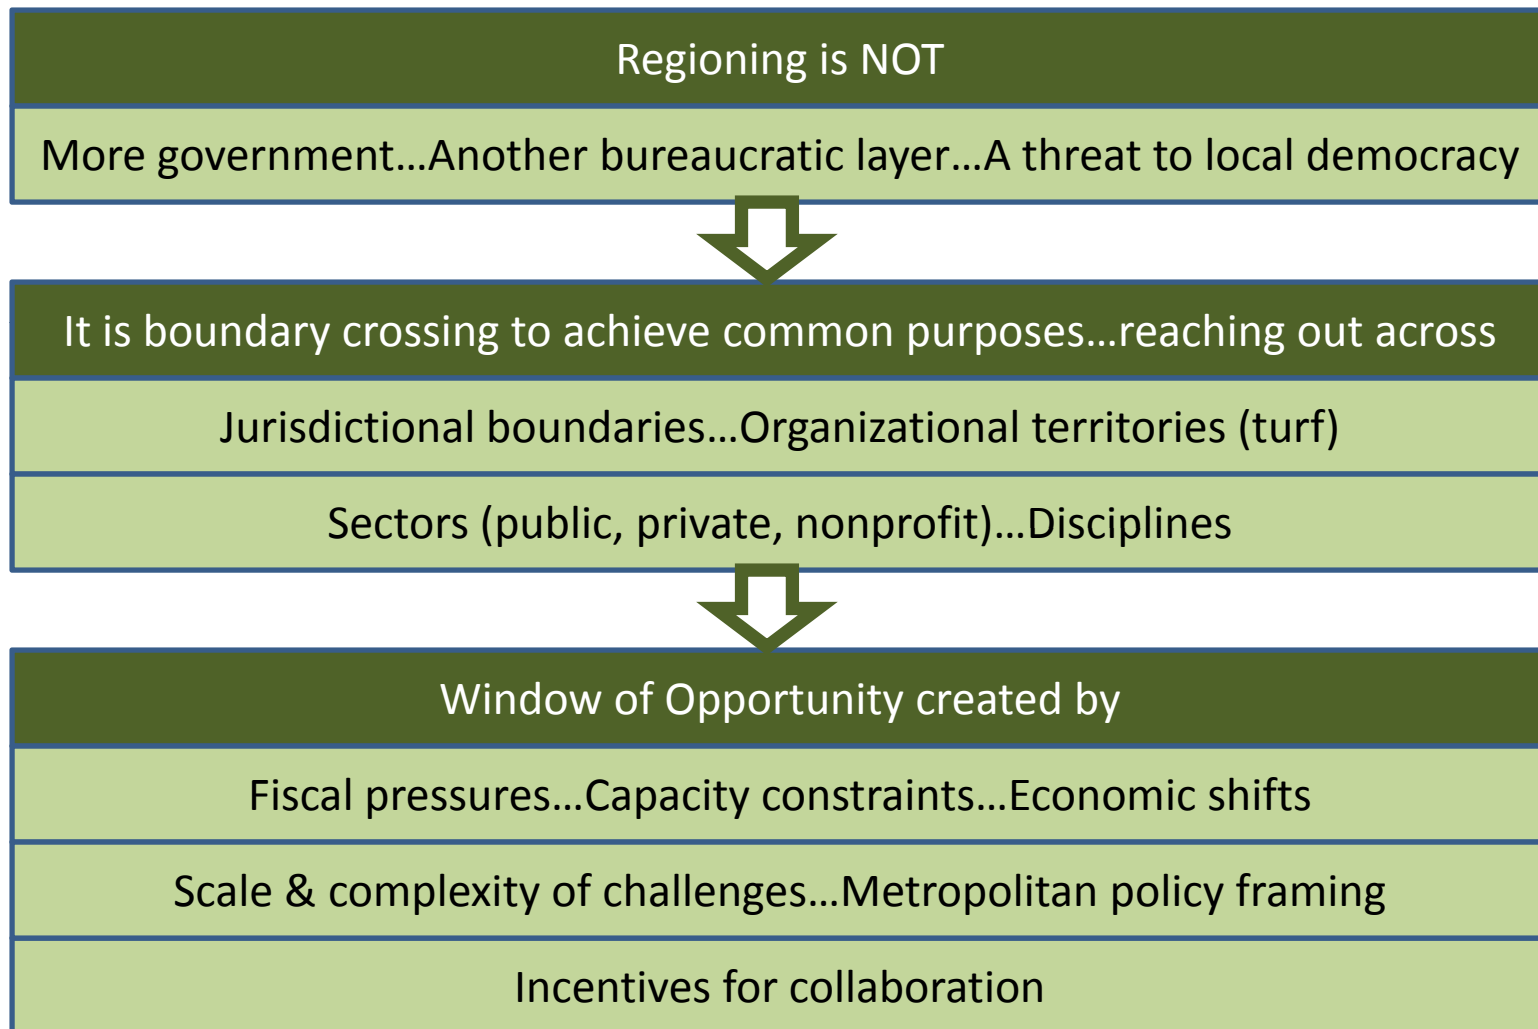 Regioning is NOT
More government…Another bureaucratic layer…A threat to local democracy
It is boundary crossing to achieve common purposes…reaching out across
Jurisdictional boundaries…Organizational territories (turf)
Sectors (public, private, nonprofit)…Disciplines
Window of Opportunity created by
Fiscal pressures…Capacity constraints…Economic shifts
Scale & complexity of challenges…Metropolitan policy framing
Incentives for collaboration